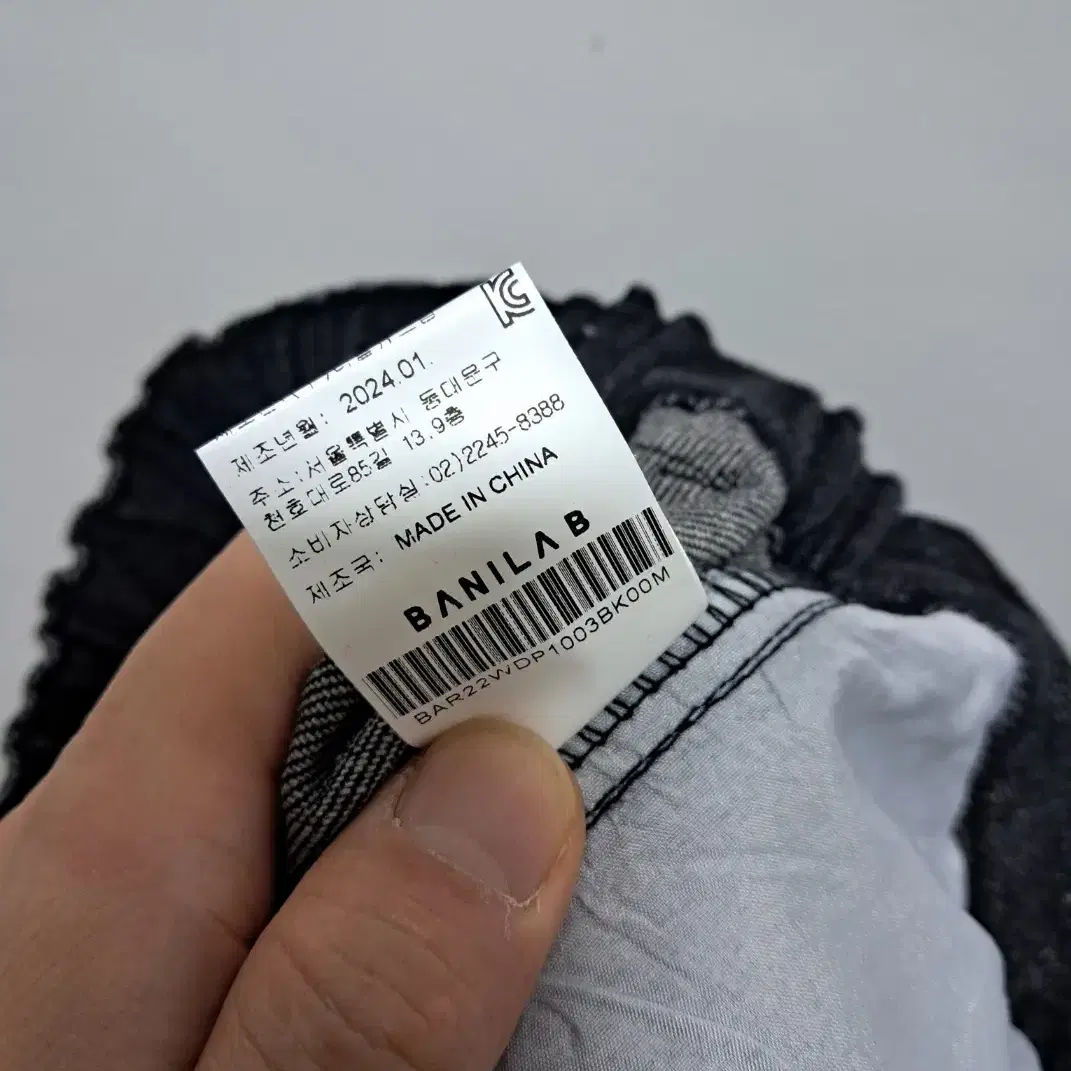 제조년월: 2024.01.
주소:서울특별시 동대문구
천호대로85길 13.9층
소비자상담실:02)2245-8388
제조국: MADE IN CHINA
BANILA B
BAR22WDP1003BK00M